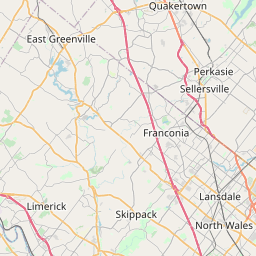 Quakertown
East Greenville
Perkasie
Sellersville
Franconia
Lansdale
Limerick
Skippack
North Wales